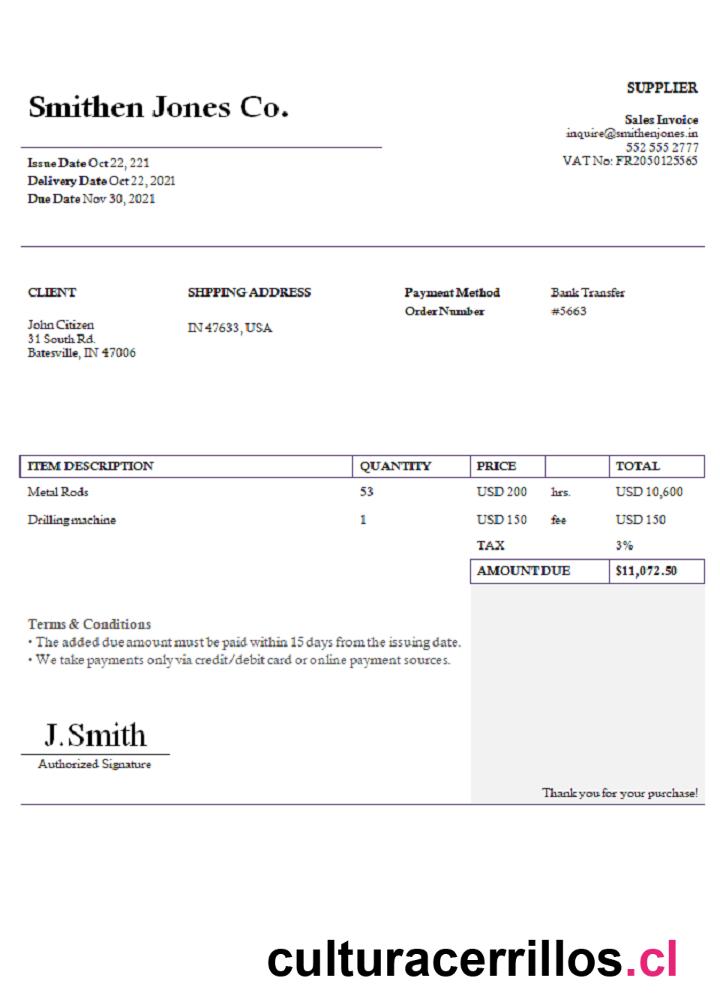 Smithen Jones Co.
SUPPLIER
Sales Invoice
inquire@smithenjones.in
552 555 2777
VAT No: FR2050125565
Issue Date Oct 22, 221
Delivery Date Oct 22, 2021
Due Date Nov 30, 2021
CLIENT
John Citizen
31 South Rd.
Batesville, IN 47006
SHPPING ADDRESS
IN 47633, USA
Payment Method Bank Transfer
Order Number #5663
ITEM DESCRIPTION QUANTITY PRICE TOTAL
Metal Rods 53 USD 200 hrs. USD 10,600
Drilling machine 1 USD 150 fee USD 150
TAX 3%
AMOUNT DUE $11,072.50
Terms & Conditions
• The added due amount must be paid within 15 days from the issuing date.
• We take payments only via credit/debit card or online payment sources.
J. Smith
Authorized Signature
Thank you for your purchase!
culturacerrillos.cl